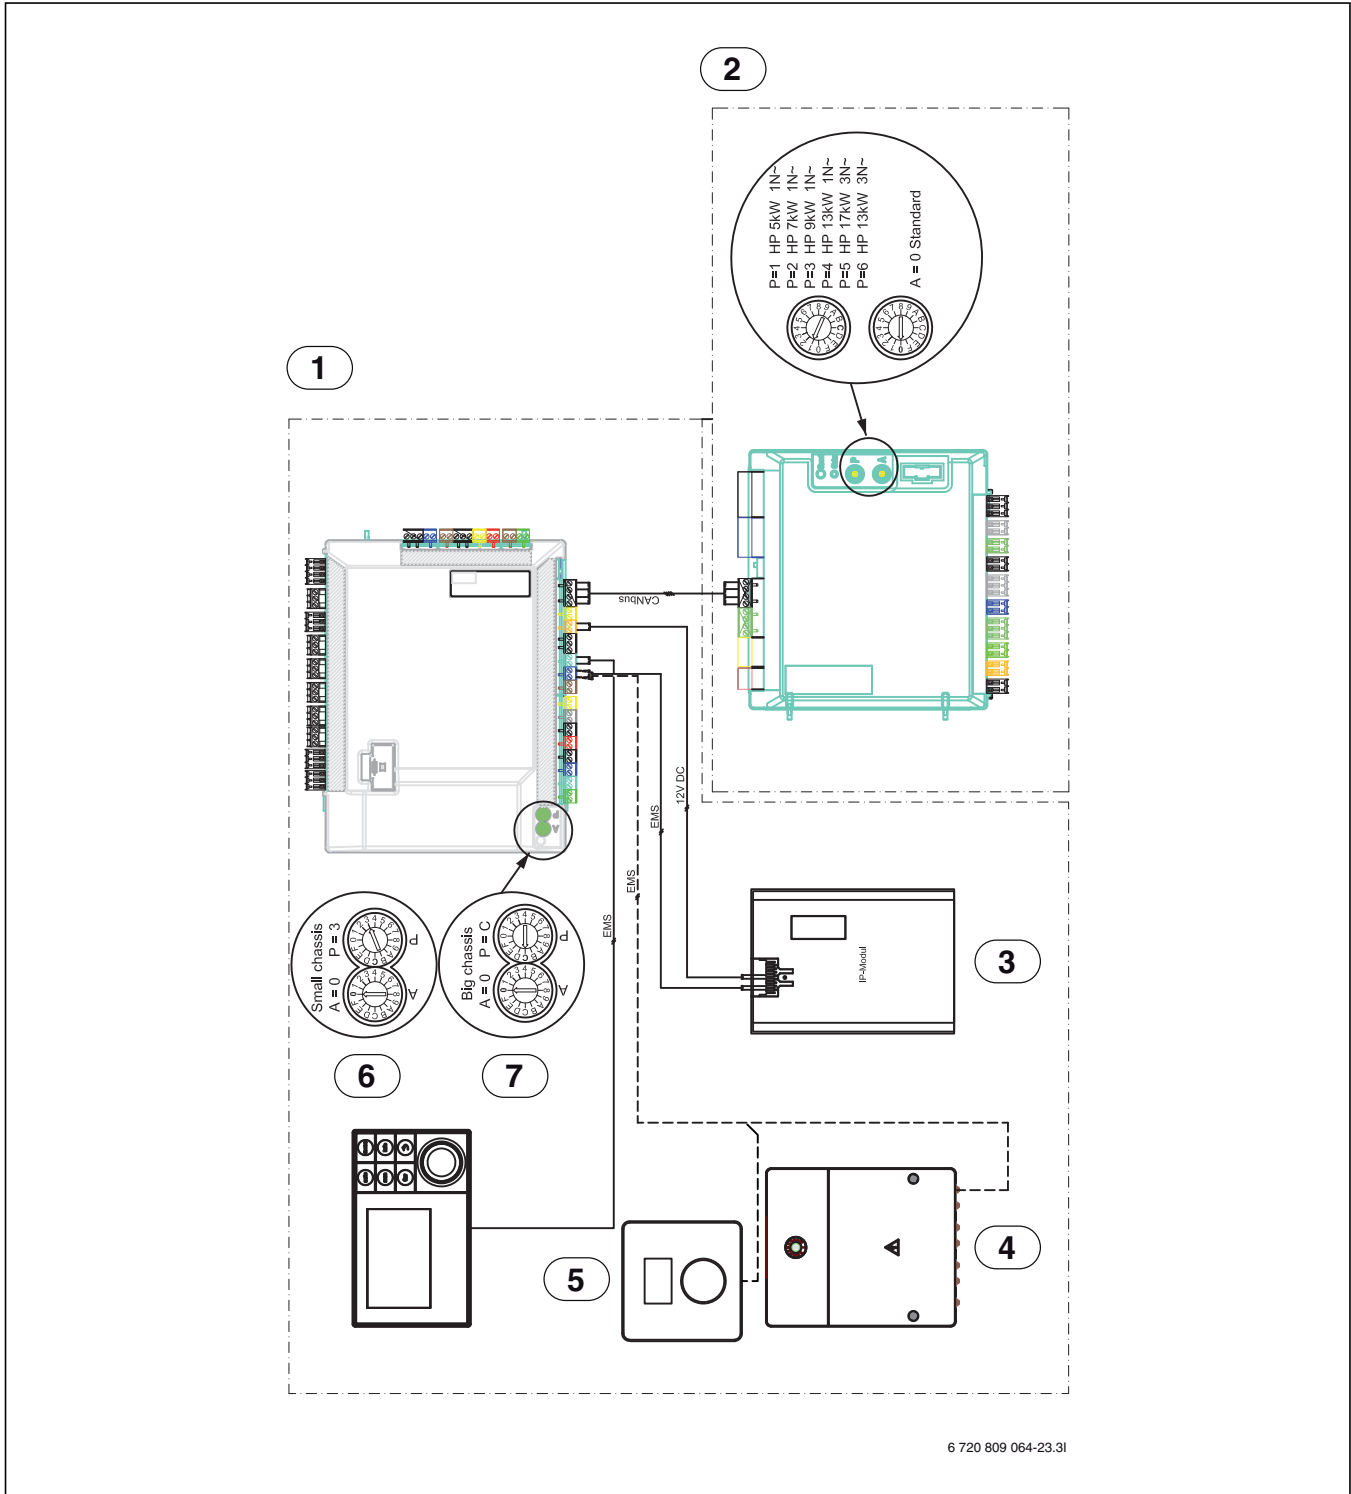 2
P=1 HP 5kW 1N~
P=2 HP 7kW 1N~
P=3 HP 9kW 1N~
P=4 HP 13kW 1N~
P=5 HP 17kW 3N~
P=6 HP 13kW 3N~
A = 0 Standard
1
P
A
CANbus
12V DC
EMS
EMS
EMS
P
A
Small chassis
A = 0 P = 3
P
A
Big chassis
A = 0 P = C
P
A
6
7
IP-Modul
3
4
5
6 720 809 064-23.3I